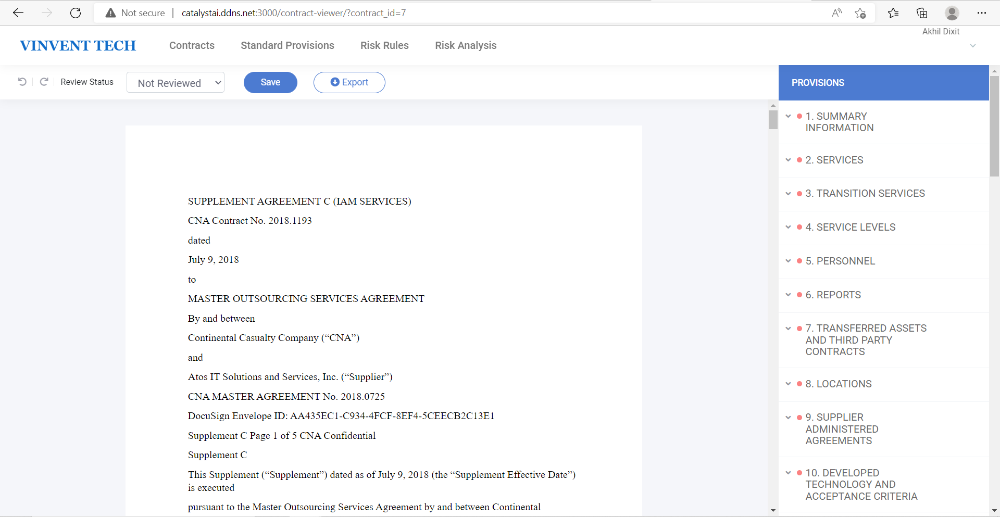 Not secure
catalystai.ddns.net:3000/contract-viewer/?contract_id=7
Akhil Dixit
VINVENT TECH
Contracts
Standard Provisions
Risk Rules
Risk Analysis
Review Status
Not Reviewed
Save
Export
SUPPLEMENT AGREEMENT C (IAM SERVICES)
CNA Contract No. 2018.1193
dated
July 9, 2018
to
MASTER OUTSOURCING SERVICES AGREEMENT
By and between
Continental Casualty Company (“CNA”)
and
Atos IT Solutions and Services, Inc. (“Supplier”)
CNA MASTER AGREEMENT No. 2018.0725
DocuSign Envelope ID: AA435EC1-C934-4FCF-8EF4-5CEECB2C13E1
Supplement C Page 1 of 5 CNA Confidential
Supplement C
This Supplement (“Supplement”) dated as of July 9, 2018 (the “Supplement Effective Date”)
is executed
pursuant to the Master Outsourcing Services Agreement by and between Continental
PROVISIONS
1. SUMMARY
INFORMATION
2. SERVICES
3. TRANSITION SERVICES
4. SERVICE LEVELS
5. PERSONNEL
6. REPORTS
7. TRANSFERRED ASSETS
AND THIRD PARTY
CONTRACTS
8. LOCATIONS
9. SUPPLIER
ADMINISTERED
AGREEMENTS
10. DEVELOPED
TECHNOLOGY AND
ACCEPTANCE CRITERIA